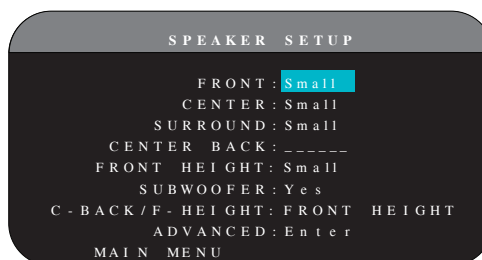 SPEAKER SETUP
FRONT: Small
CENTER: Small
SURROUND: Small
CENTER BACK: ______
FRONT HEIGHT: Small
SUBWOOFER: Yes
C-BACK/F-HEIGHT: FRONT HEIGHT
ADVANCED: Enter
MAIN MENU